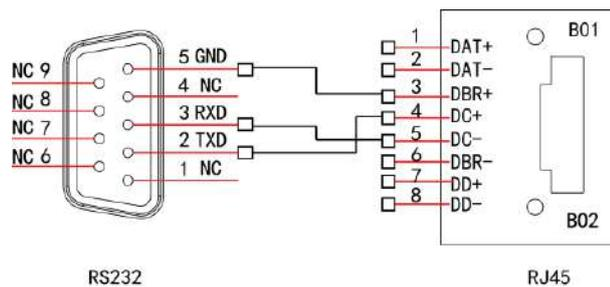 NC 9
NC 8
NC 7
NC 6
5 GND
4 NC
3 RXD
2 TXD
1 NC
RS232
1 DAT+
2 DAT-
3 DBR+
4 DC+
5 DC-
6 DBR-
7 DD+
8 DD-
B01
B02
RJ45